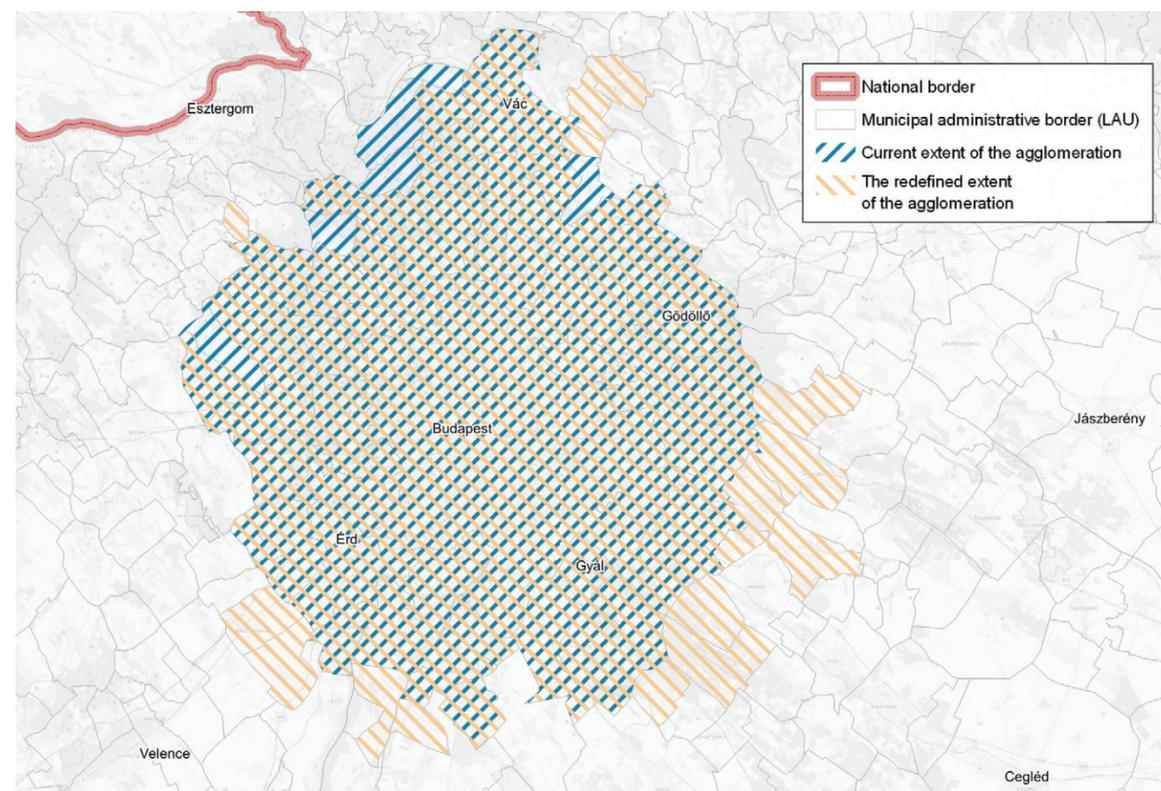 Vác
Esztergom
National border
Municipal administrative border (LAU)
Current extent of the agglomeration
The redefined extent
of the agglomeration
Gödöllő
Jászberény
Budapest
Érd
Gyál
Velence
Cegléd